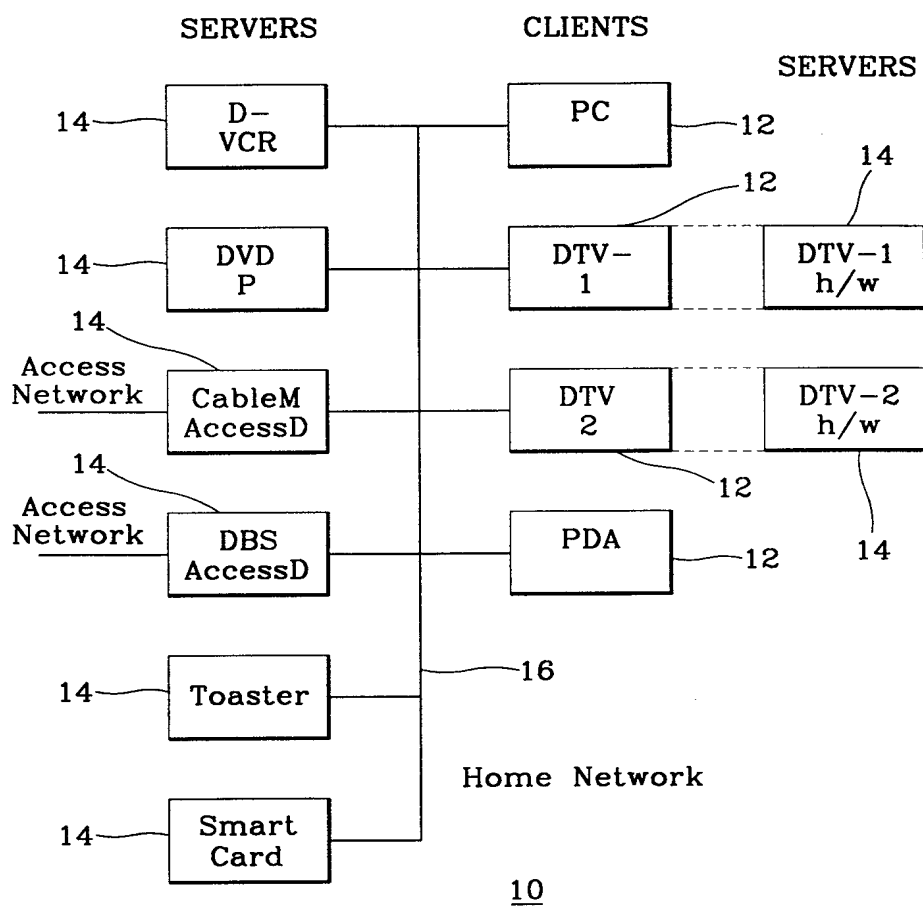 SERVERS
CLIENTS
SERVERS
14
D-
VCR
PC
12
12
14
14
DVD
P
DTV-
1
DTV-1
h/w
14
Access
Network
CableM
AccessD
DTV
2
DTV-2
h/w
14
12
Access
Network
DBS
AccessD
PDA
12
14
16
14
Toaster
Home Network
14
Smart
Card
10